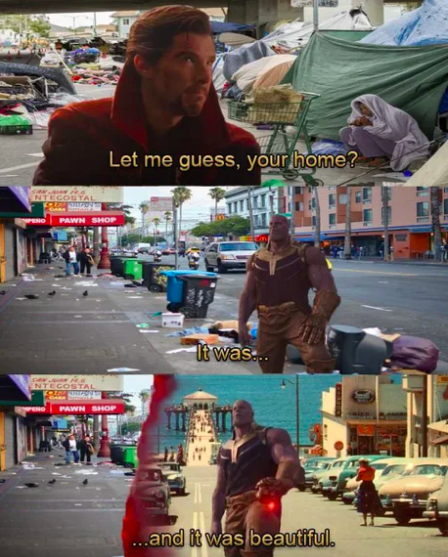 Let me guess, your home?
PAWN SHOP
It was...
PAWN SHOP
...and it was beautiful.